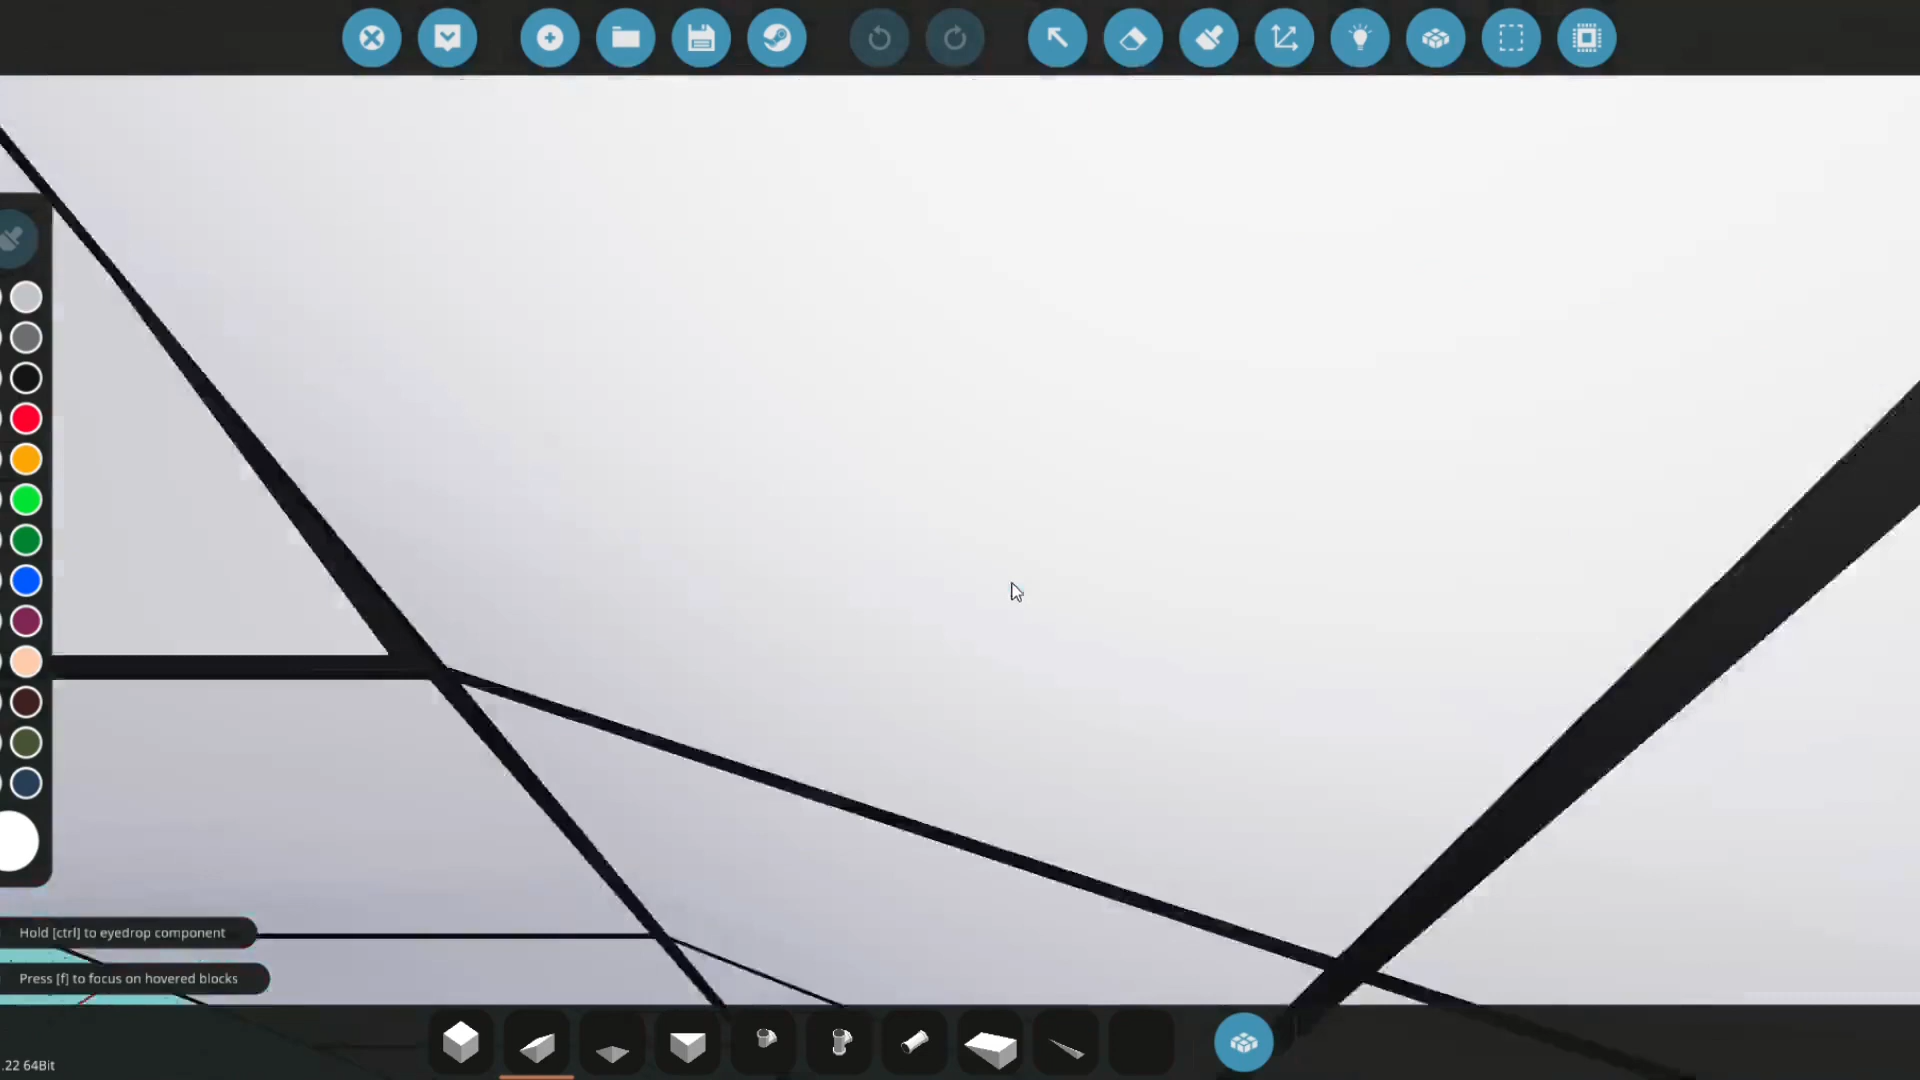 Hold [ctrl] to eyedrop component
Press [f] to focus on hovered blocks
.22 64Bit